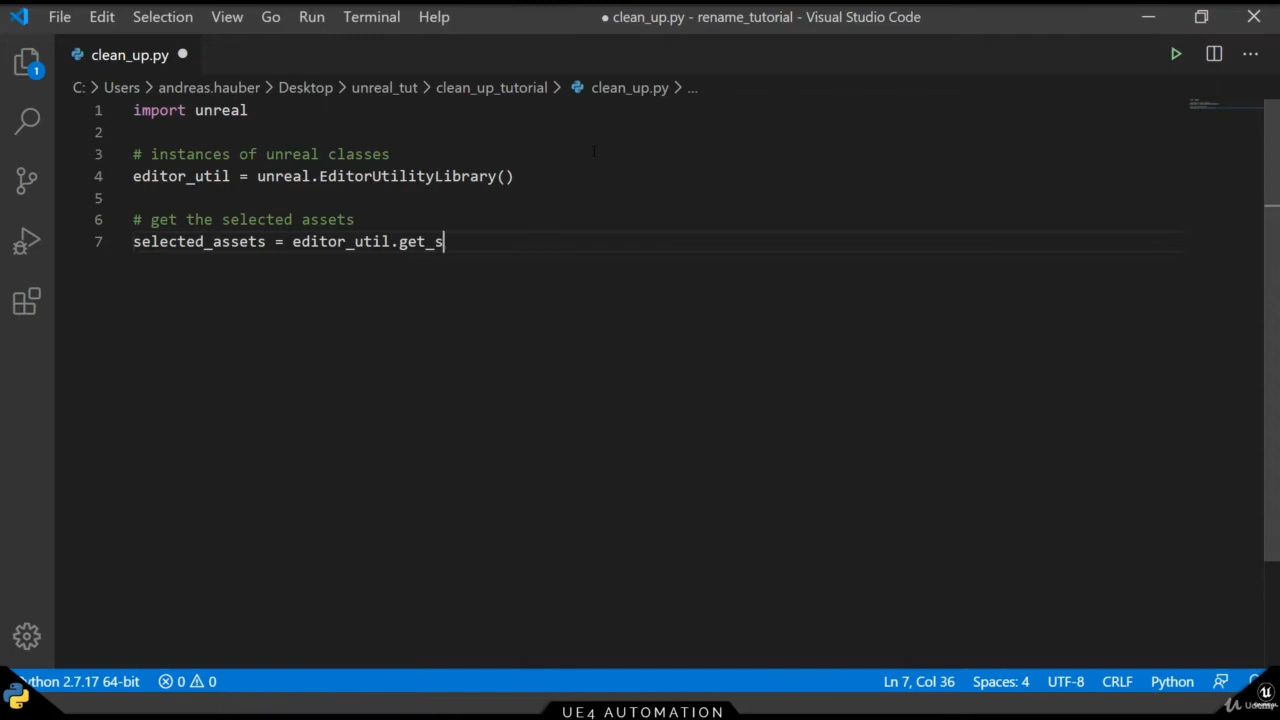 File Edit Selection View Go Run Terminal Help ● clean_up.py - rename_tutorial - Visual Studio Code
clean_up.py
C: > Users > andreas.hauber > Desktop > unreal_tut > clean_up_tutorial > clean_up.py > ...
1 import unreal
2
3 # instances of unreal classes
4 editor_util = unreal.EditorUtilityLibrary()
5
6 # get the selected assets
7 selected_assets = editor_util.get_s
1
ython 2.7.17 64-bit 0 0 Ln 7, Col 36 Spaces: 4 UTF-8 CRLF Python
UE4 AUTOMATION